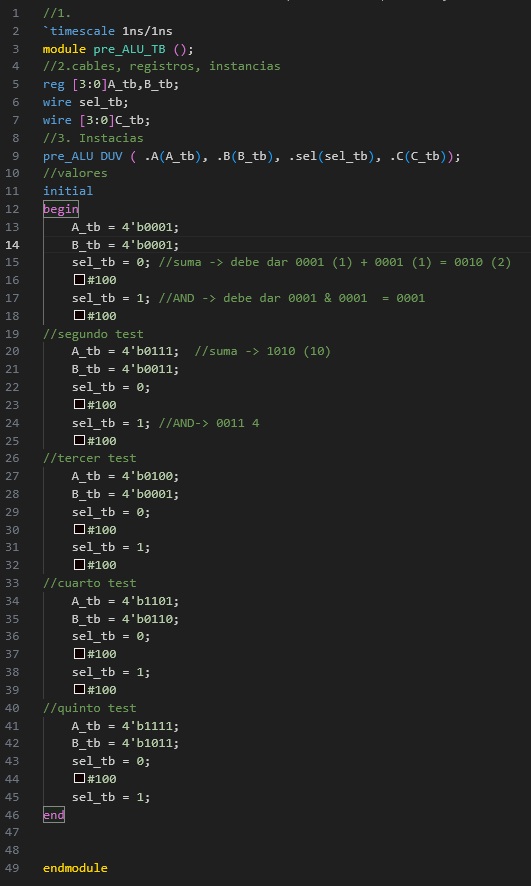 1 //1.
2 `timescale 1ns/1ns
3 module pre_ALU_TB ();
4 //2.cables, registros, instancias
5 reg [3:0]A_tb,B_tb;
6 wire sel_tb;
7 wire [3:0]C_tb;
8 //3. Instacias
9 pre_ALU DUV ( .A(A_tb), .B(B_tb), .sel(sel_tb), .C(C_tb));
10 //valores
11 initial
12 begin
13 A_tb = 4'b0001;
14 B_tb = 4'b0001;
15 sel_tb = 0; //suma -> debe dar 0001 (1) + 0001 (1) = 0010 (2)
16 #100
17 sel_tb = 1; //AND -> debe dar 0001 & 0001  = 0001
18 #100
19 //segundo test
20 A_tb = 4'b0111;  //suma -> 1010 (10)
21 B_tb = 4'b0011;
22 sel_tb = 0;
23 #100
24 sel_tb = 1; //AND-> 0011 4
25 #100
26 //tercer test
27 A_tb = 4'b0100;
28 B_tb = 4'b0001;
29 sel_tb = 0;
30 #100
31 sel_tb = 1;
32 #100
33 //cuarto test
34 A_tb = 4'b1101;
35 B_tb = 4'b0110;
36 sel_tb = 0;
37 #100
38 sel_tb = 1;
39 #100
40 //quinto test
41 A_tb = 4'b1111;
42 B_tb = 4'b1011;
43 sel_tb = 0;
44 #100
45 sel_tb = 1;
46 end
47
48
49 endmodule